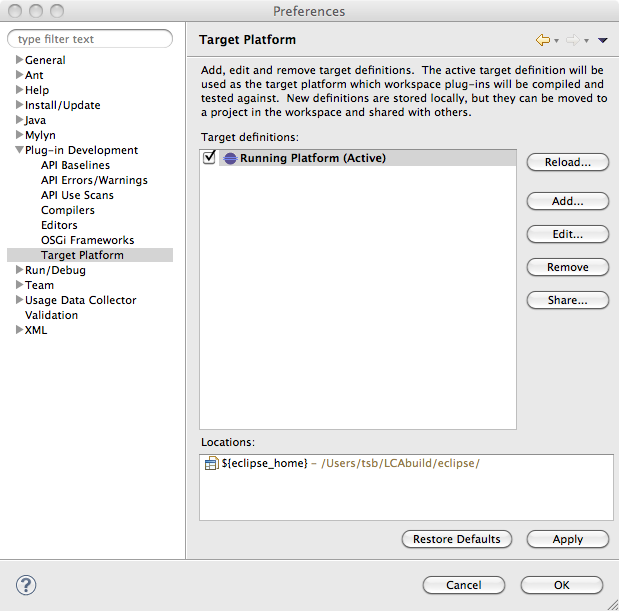 Preferences
type filter text
General
Ant
Help
Install/Update
Java
Mylyn
Plug-in Development
API Baselines
API Errors/Warnings
API Use Scans
Compilers
Editors
OSGi Frameworks
Target Platform
Run/Debug
Team
Usage Data Collector
Validation
XML
Target Platform
Add, edit and remove target definitions.  The active target definition will be
used as the target platform which workspace plug-ins will be compiled and
tested against.  New definitions are stored locally, but they can be moved to
a project in the workspace and shared with others.
Target definitions:
Running Platform (Active)
Reload...
Add...
Edit...
Remove
Share...
Locations:
${eclipse_home} – /Users/tsb/LCAbuild/eclipse/
Restore Defaults
Apply
?
Cancel
OK